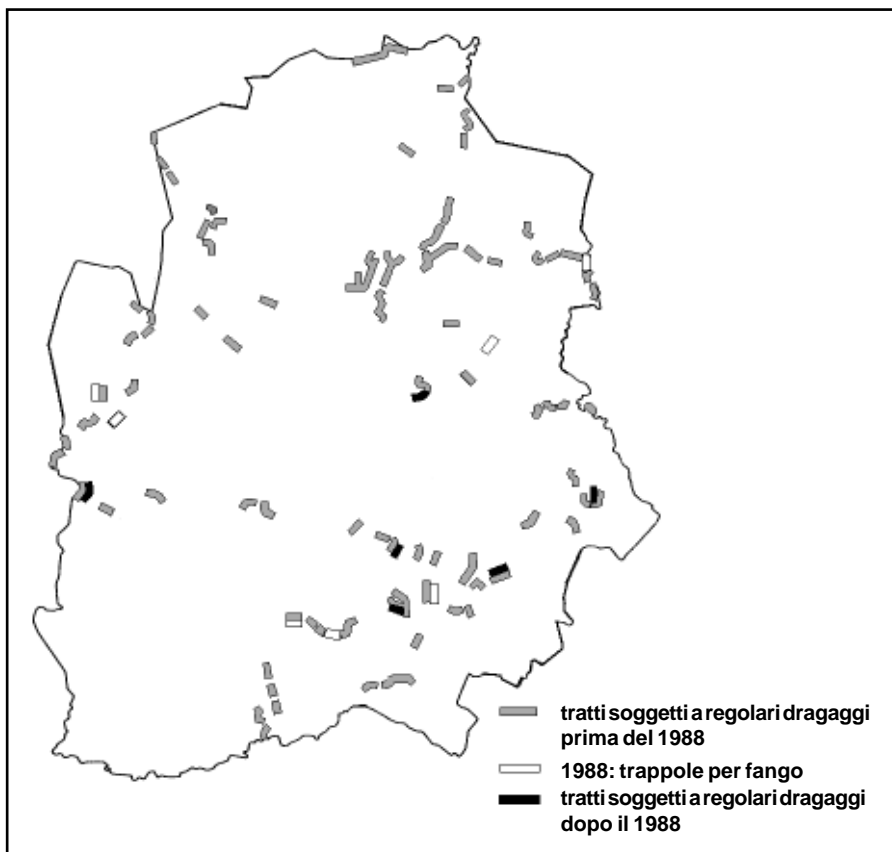 tratti soggetti a regolari dragaggi
prima del 1988
1988: trappole per fango
tratti soggetti a regolari dragaggi
dopo il 1988